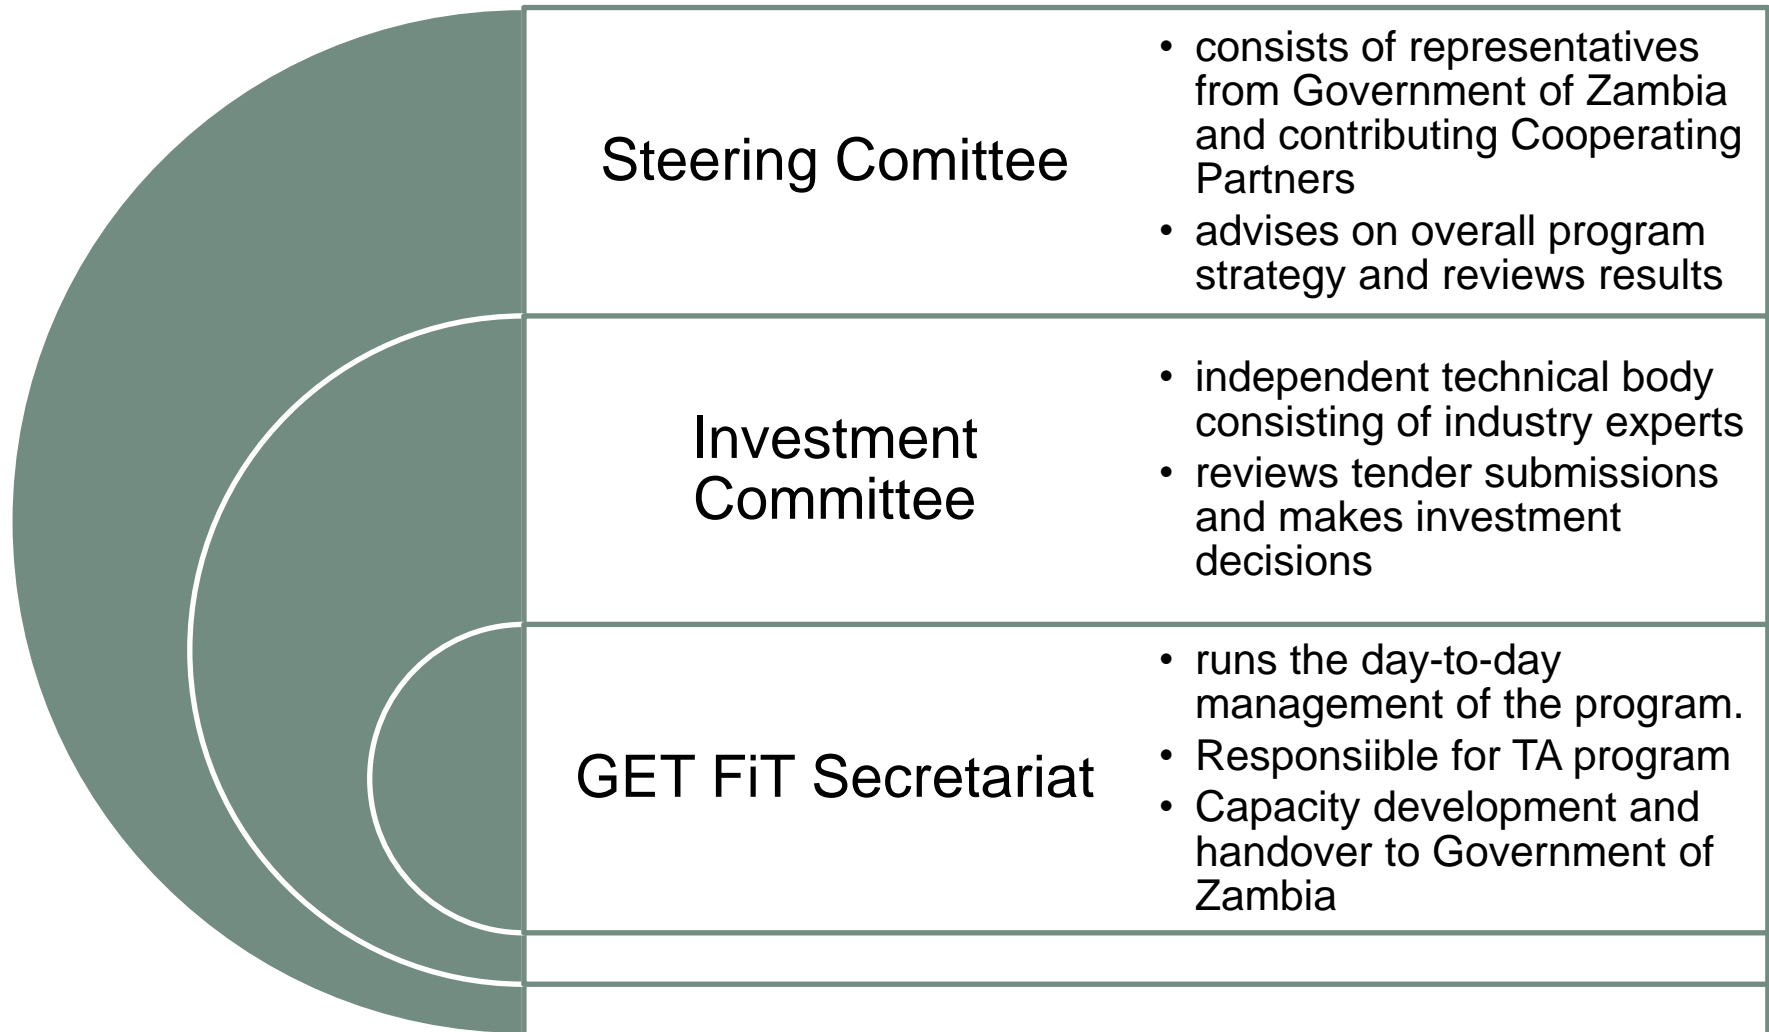 Steering Comittee
• consists of representatives
from Government of Zambia
and contributing Cooperating
Partners
• advises on overall program
strategy and reviews results
Investment
Committee
• independent technical body
consisting of industry experts
• reviews tender submissions
and makes investment
decisions
GET FiT Secretariat
• runs the day-to-day
management of the program.
• Responsiible for TA program
• Capacity development and
handover to Government of
Zambia